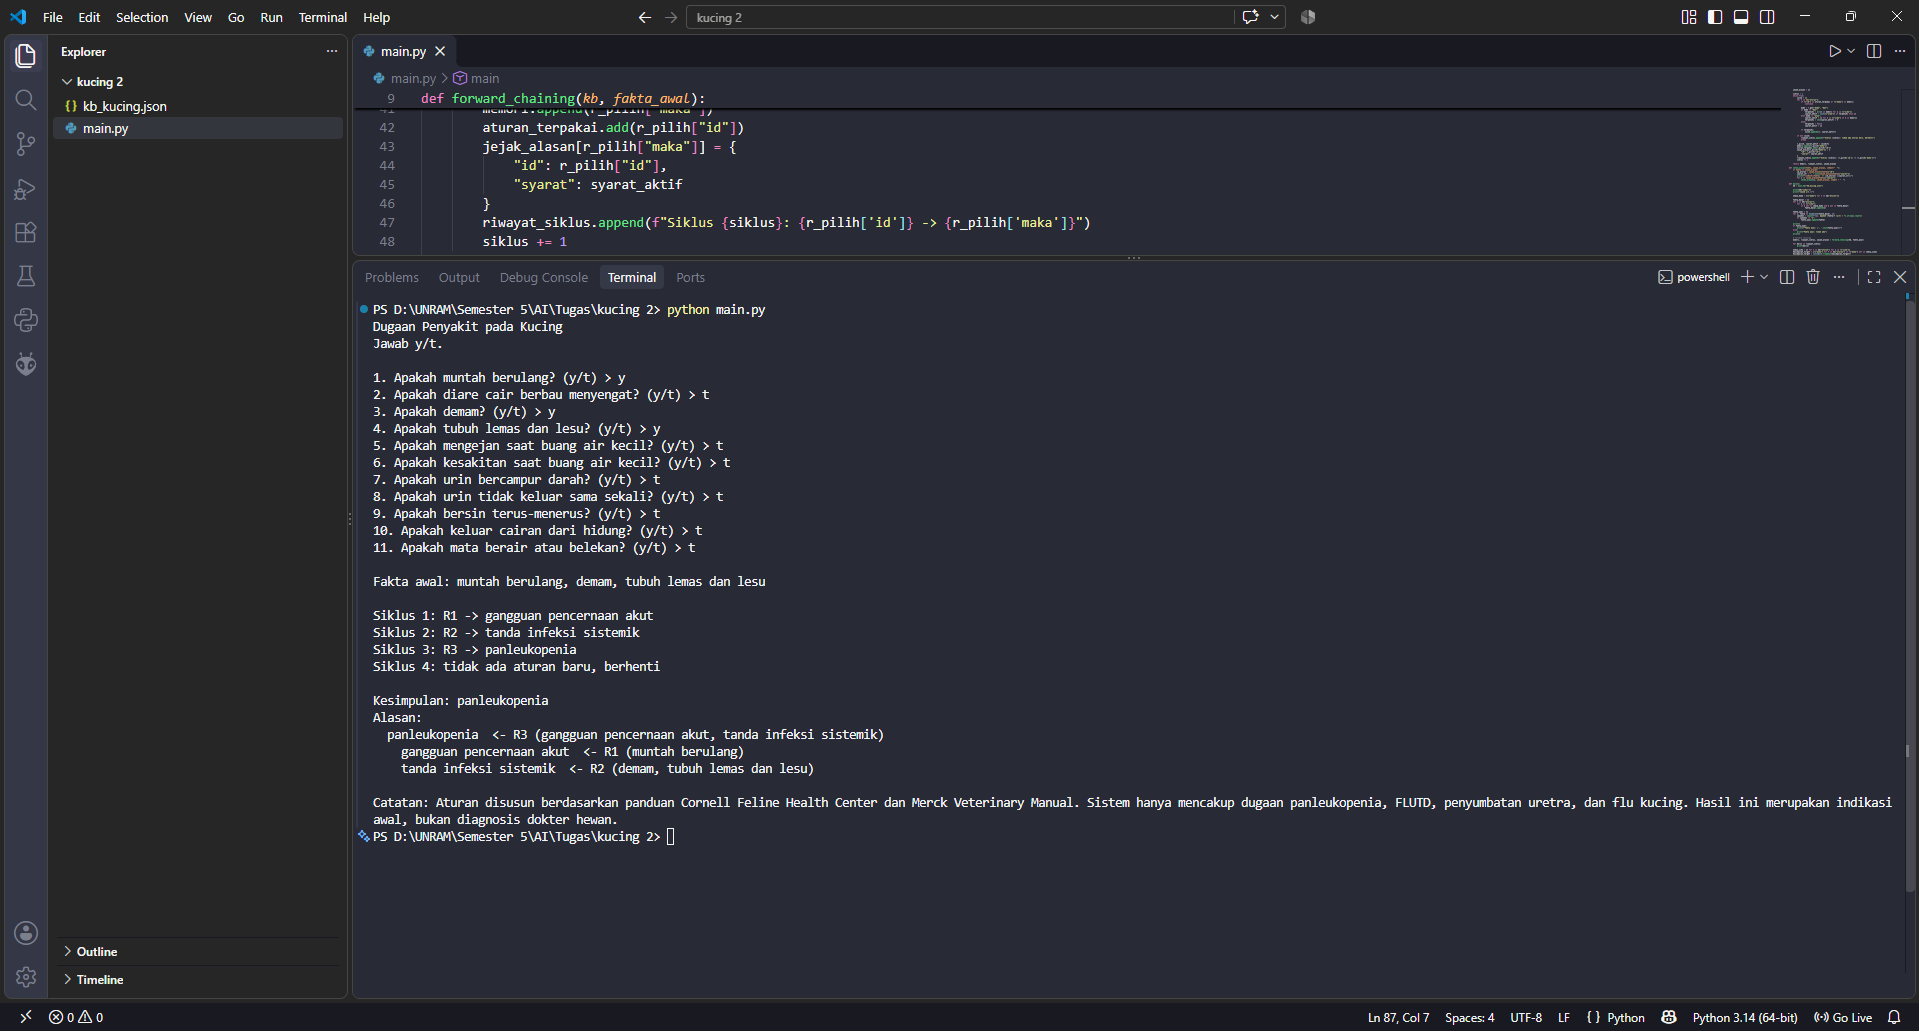 File Edit Selection View Go Run Terminal Help
kucing 2
Explorer
kucing 2
{} kb_kucing.json
main.py
Outline
Timeline
main.py
main.py > main
9 def forward_chaining(kb, fakta_awal):
41 memori.append(r_pilih["maka"])
42 aturan_terpakai.add(r_pilih["id"])
43 jejak_alasan[r_pilih["maka"]] = {
44 "id": r_pilih["id"],
45 "syarat": syarat_aktif
46 }
47 riwayat_siklus.append(f"Siklus {siklus}: {r_pilih['id']} -> {r_pilih['maka']}")
48 siklus += 1
Problems Output Debug Console Terminal Ports
powershell
PS D:\UNRAM\Semester 5\AI\Tugas\kucing 2> python main.py
Dugaan Penyakit pada Kucing
Jawab y/t.
1. Apakah muntah berulang? (y/t) > y
2. Apakah diare cair berbau menyengat? (y/t) > t
3. Apakah demam? (y/t) > y
4. Apakah tubuh lemas dan lesu? (y/t) > y
5. Apakah mengejan saat buang air kecil? (y/t) > t
6. Apakah kesakitan saat buang air kecil? (y/t) > t
7. Apakah urin bercampur darah? (y/t) > t
8. Apakah urin tidak keluar sama sekali? (y/t) > t
9. Apakah bersin terus-menerus? (y/t) > t
10. Apakah keluar cairan dari hidung? (y/t) > t
11. Apakah mata berair atau belekan? (y/t) > t
Fakta awal: muntah berulang, demam, tubuh lemas dan lesu
Siklus 1: R1 -> gangguan pencernaan akut
Siklus 2: R2 -> tanda infeksi sistemik
Siklus 3: R3 -> panleukopenia
Siklus 4: tidak ada aturan baru, berhenti
Kesimpulan: panleukopenia
Alasan:
panleukopenia <- R3 (gangguan pencernaan akut, tanda infeksi sistemik)
gangguan pencernaan akut <- R1 (muntah berulang)
tanda infeksi sistemik <- R2 (demam, tubuh lemas dan lesu)
Catatan: Aturan disusun berdasarkan panduan Cornell Feline Health Center dan Merck Veterinary Manual. Sistem hanya mencakup dugaan panleukopenia, FLUTD, penyumbatan uretra, dan flu kucing. Hasil ini merupakan indikasi
awal, bukan diagnosis dokter hewan.
PS D:\UNRAM\Semester 5\AI\Tugas\kucing 2>
0 0 Ln 87, Col 7 Spaces: 4 UTF-8 LF {} Python Python 3.14 (64-bit) Go Live